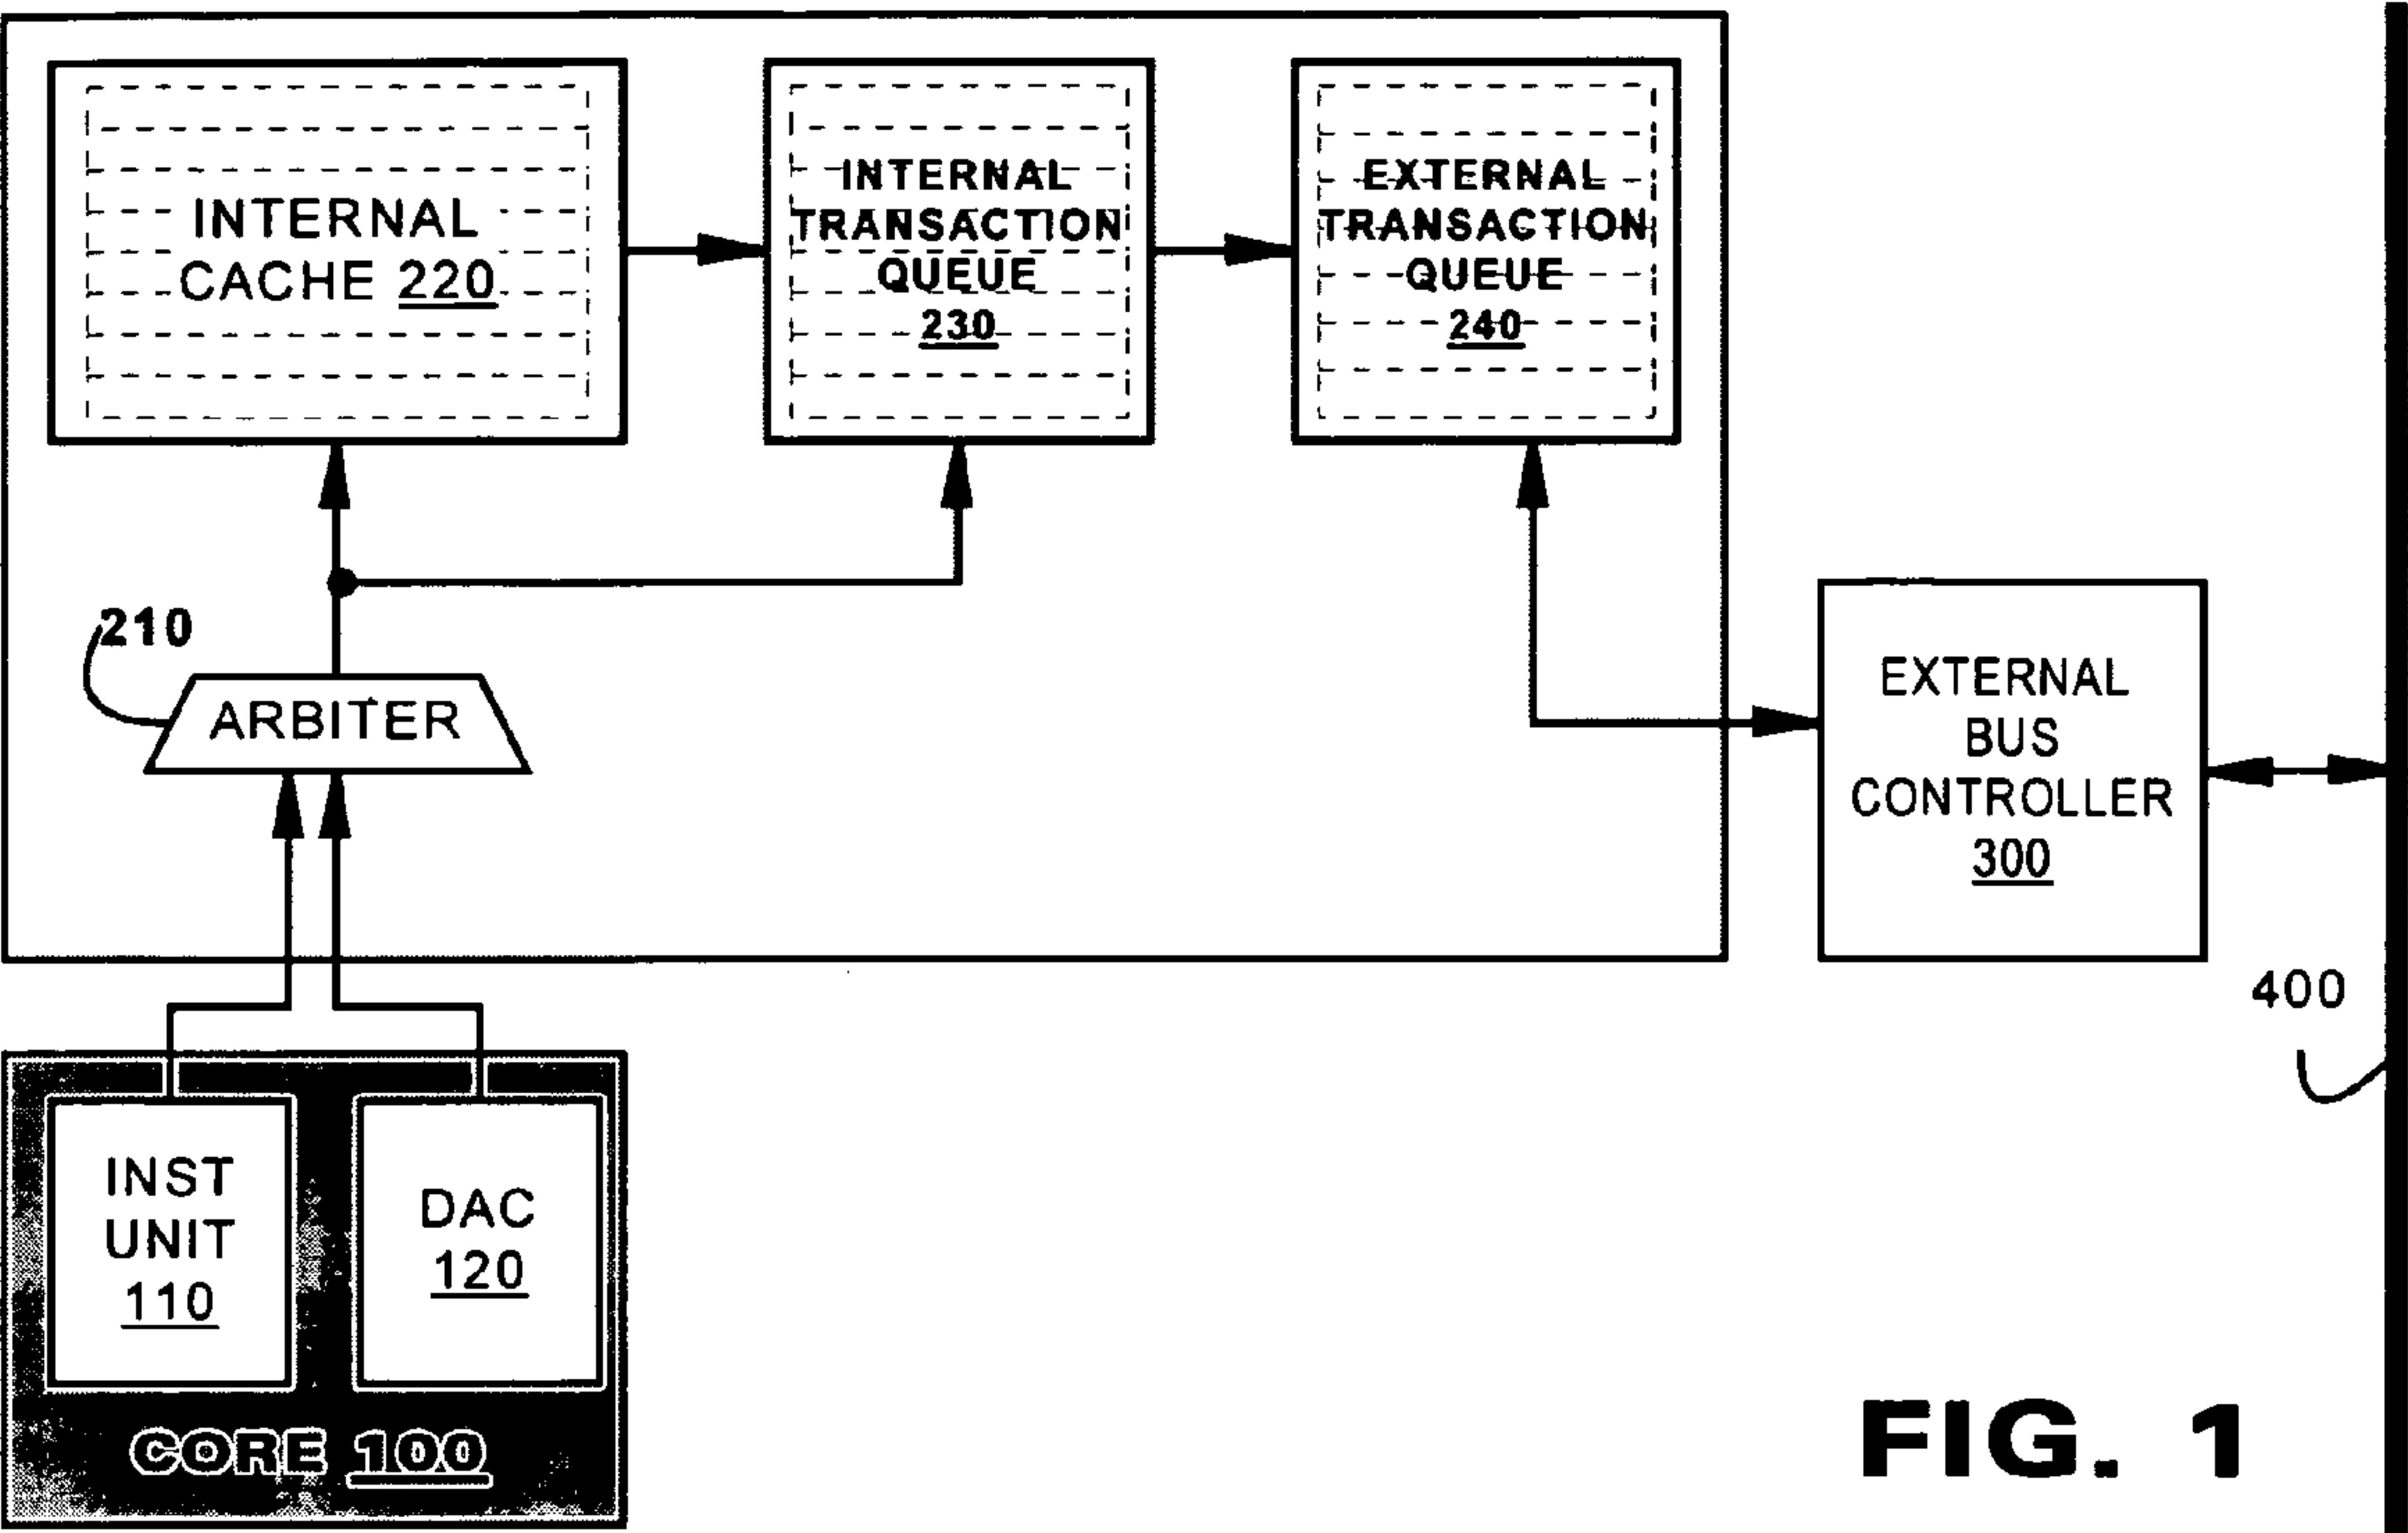 INTERNAL
CACHE 220
INTERNAL
TRANSACTION
QUEUE
230
EXTERNAL
TRANSACTION
QUEUE
240
210
ARBITER
EXTERNAL
BUS
CONTROLLER
300
400
INST
UNIT
110
DAC
120
CORE 100
FIG. 1